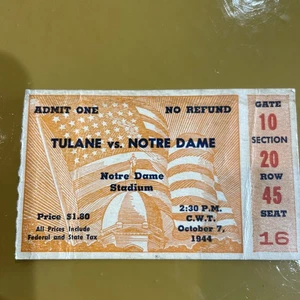 ADMIT ONE NO REFUND
TULANE vs. NOTRE DAME
Notre Dame
Stadium
Price $1.80
All Prices Include
Federal and State Tax
2:30 P.M.
C.W.T.
October 7,
1944
GATE
10
SECTION
20
ROW
45
SEAT
16